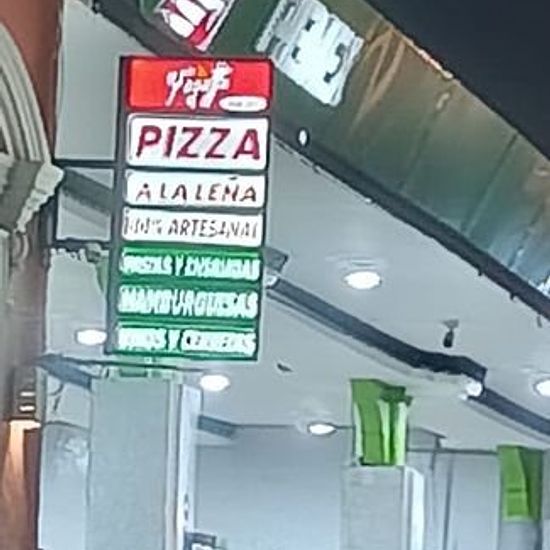 PIZZA
A LA LEÑA
100% ARTESANAL
PASTAS Y ENSALADAS
HAMBURGUESAS
VINOS Y CERVEZAS